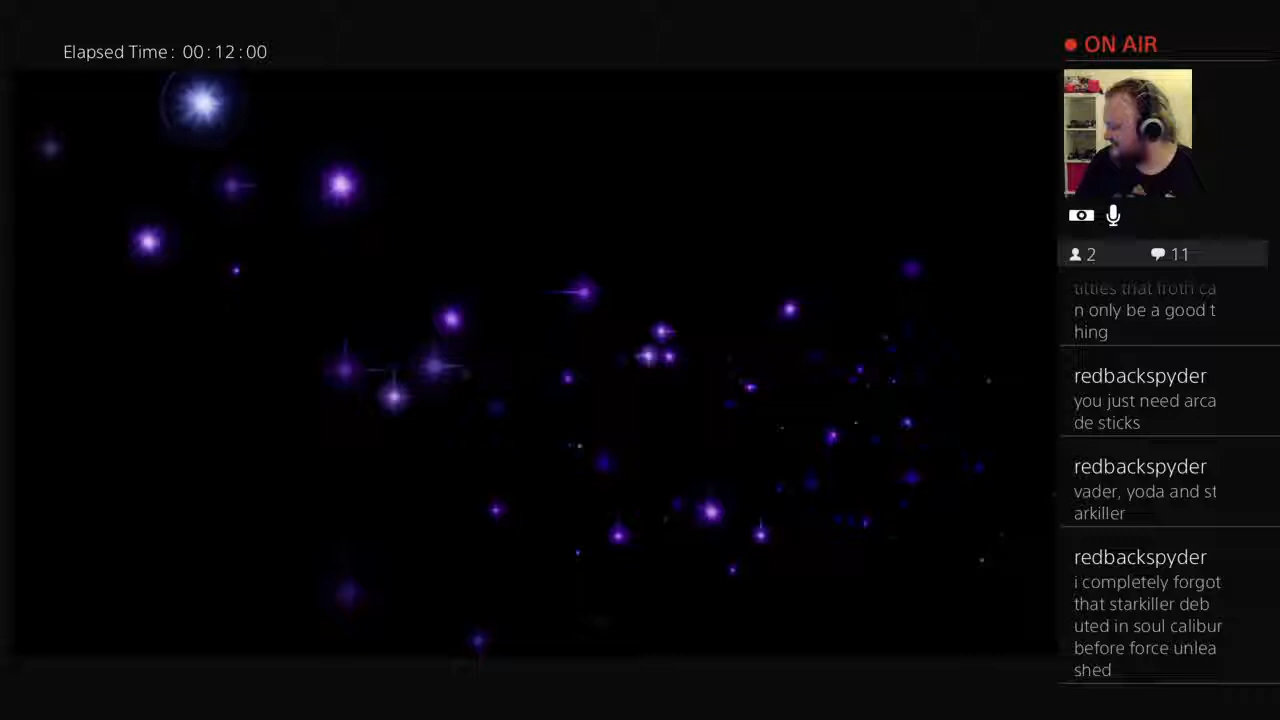 Elapsed Time: 00:12:00
ON AIR
2 11
titties that froth ca
n only be a good t
hing
redbackspyder
you just need arca
de sticks
redbackspyder
vader, yoda and st
arkiller
redbackspyder
i completely forgot
that starkiller deb
uted in soul calibur
before force unlea
shed